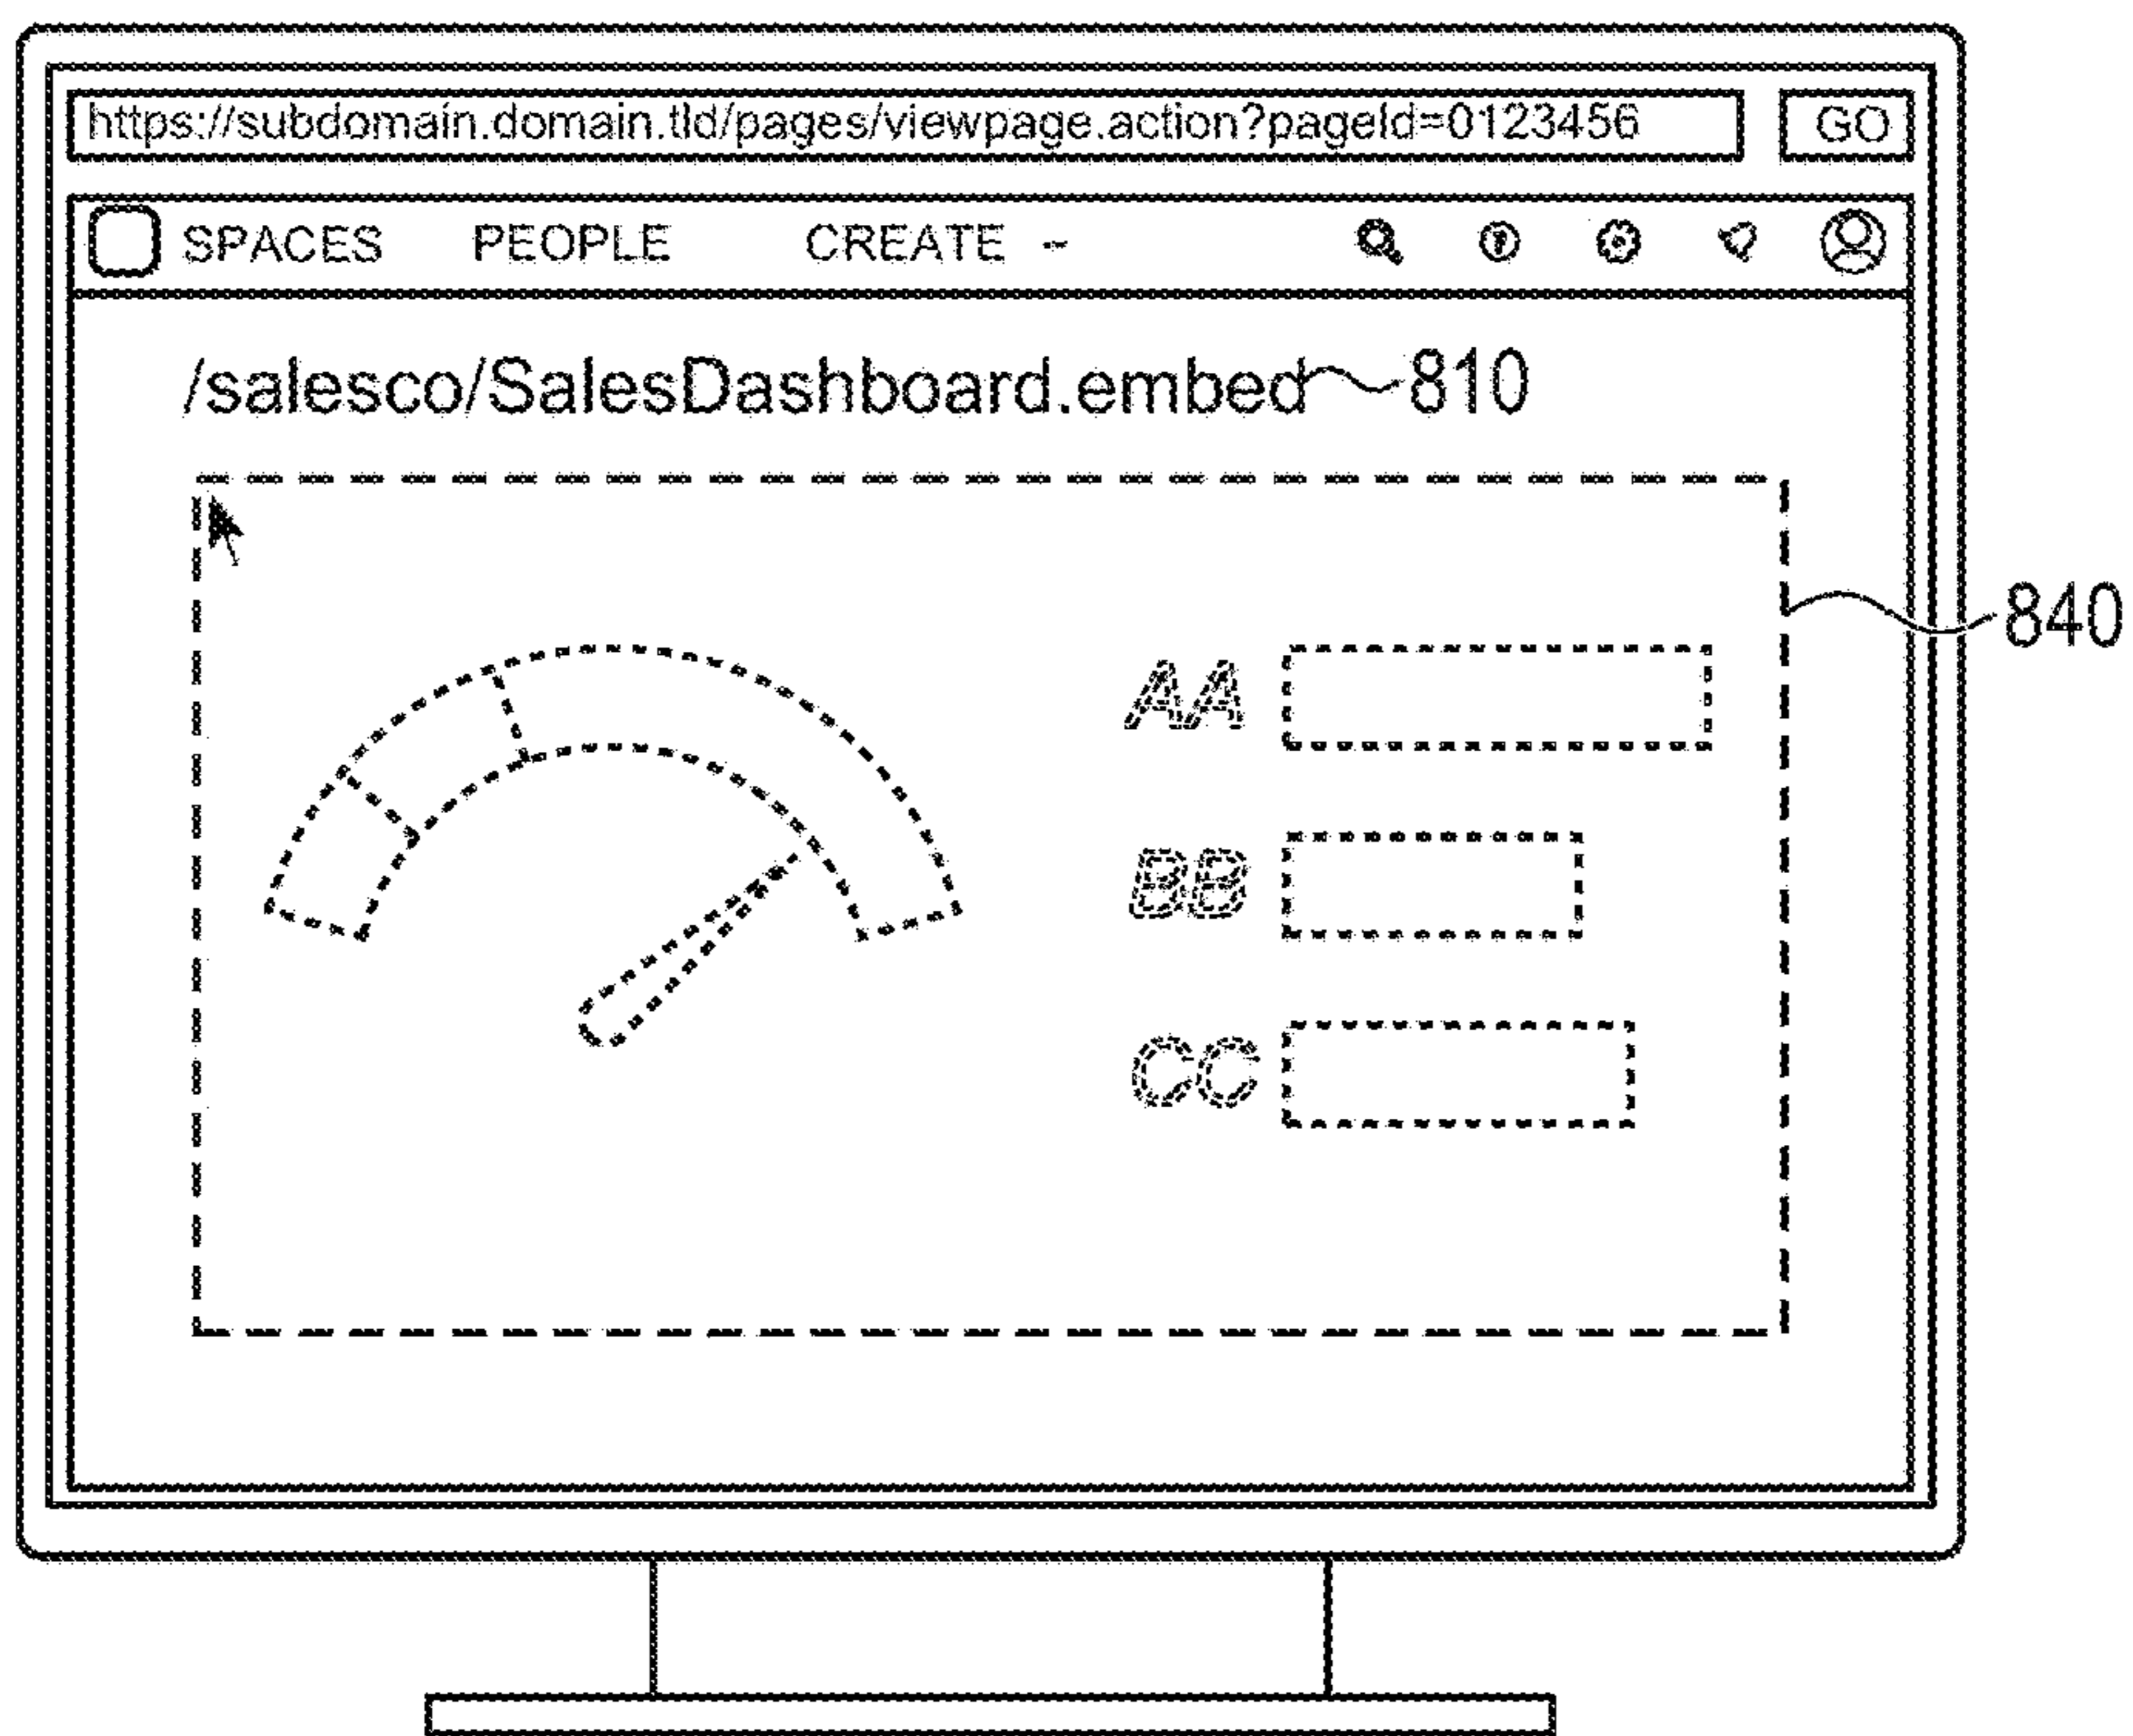 https://subdomain.domain.tld/pages/viewpage.action?pageId=0123456 GO
SPACES PEOPLE CREATE -
/salesco/SalesDashboard.embed 810
840
AA
BB
CC